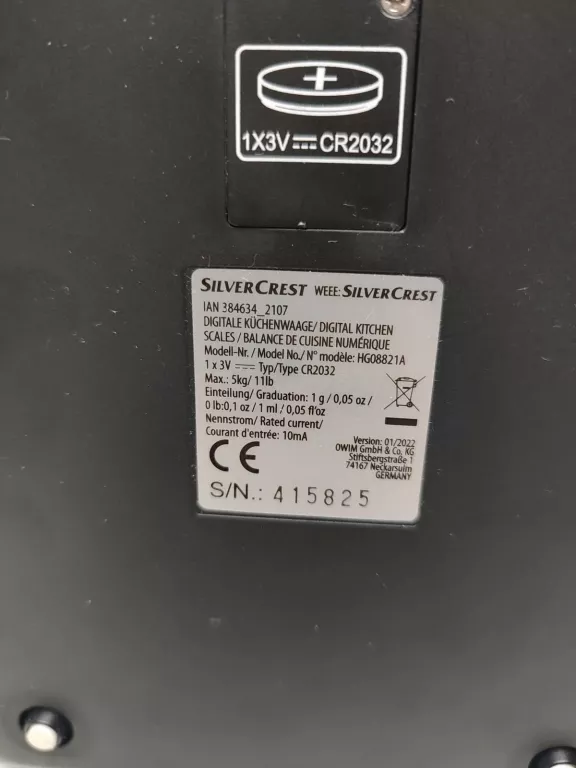 1X3V⎓CR2032
SILVERCREST WEEE: SILVERCREST
IAN 384634_2107
DIGITALE KÜCHENWAAGE/ DIGITAL KITCHEN
SCALES / BALANCE DE CUISINE NUMÉRIQUE
Modell-Nr. / Model No./ N° modèle: HG08821A
1 x 3V ⎓ Typ/Type CR2032
Max.: 5kg/ 11lb
Einteilung/ Graduation: 1 g / 0,05 oz /
0 lb:0,1 oz / 1 ml / 0,05 fl'oz
Nennstrom/ Rated current/
Courant d'entrée: 10mA
CE
Version: 01/2022
OWIM GmbH & Co. KG
Stiftsbergstraße 1
74167 Neckarsulm
GERMANY
S/N.: 415825